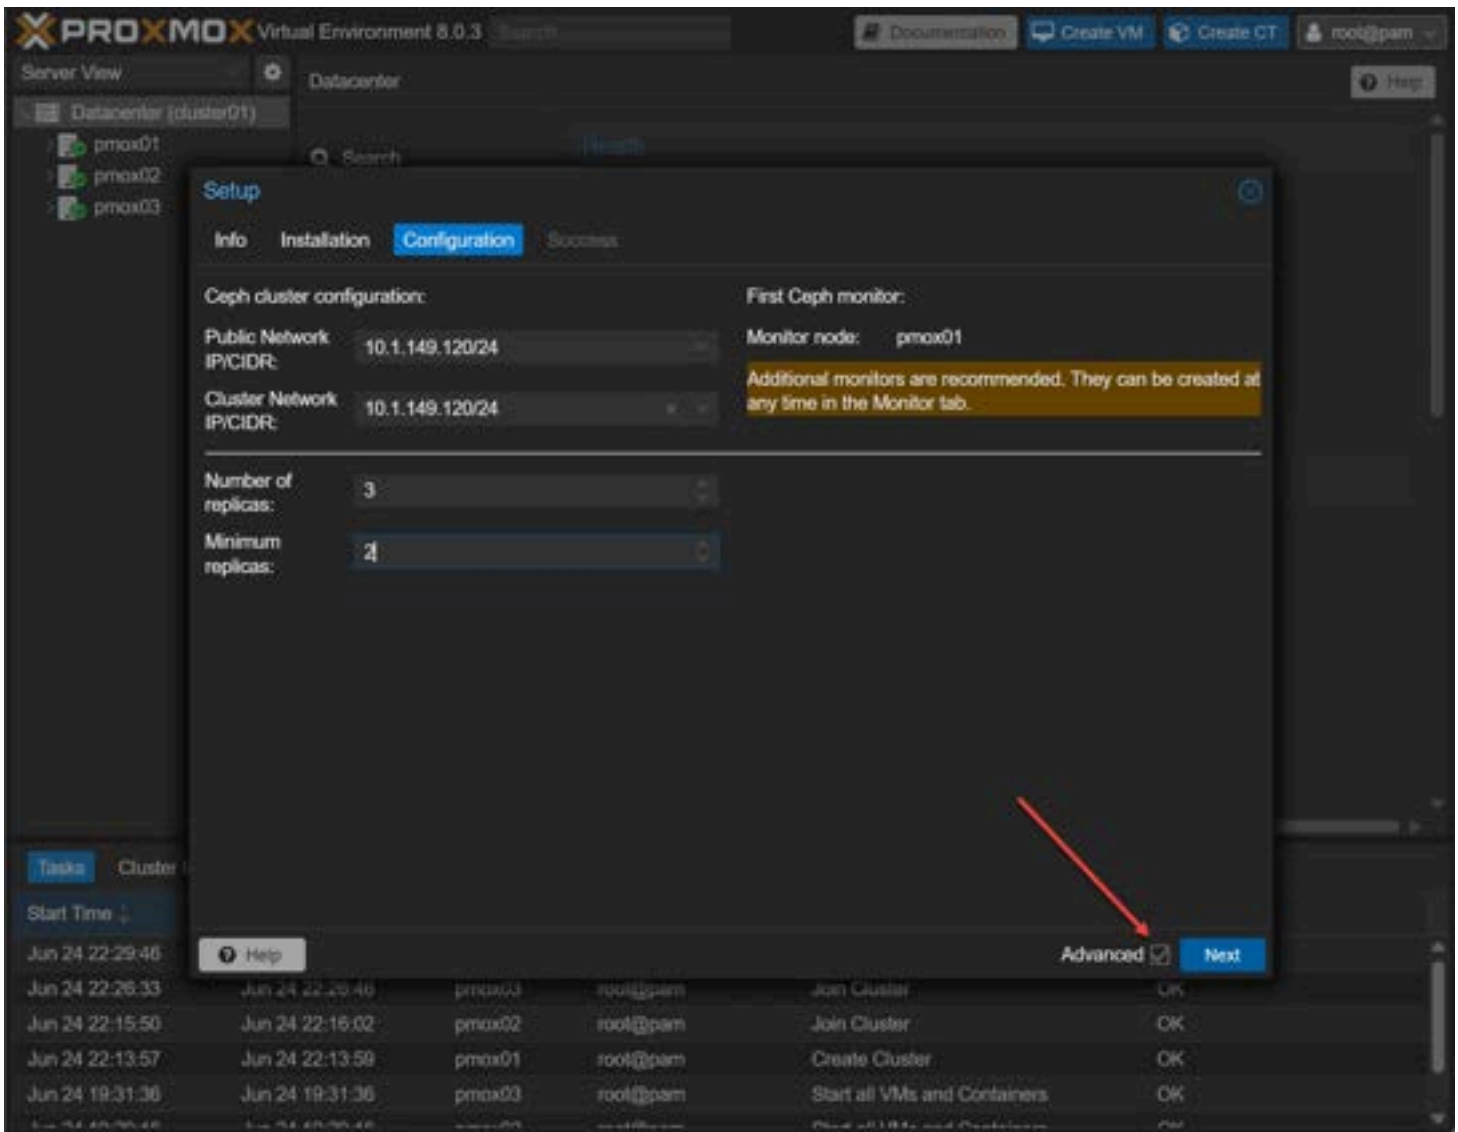 PROXMOX Virtual Environment 8.0.3 Search Documentation Create VM Create CT root@pam
Server View
Datacenter
Help
Datacenter (cluster01)
pmox01
pmox02
pmox03
Search
Health
Setup
Info Installation Configuration Success
Ceph cluster configuration:
Public Network
IP/CIDR:
10.1.149.120/24
Cluster Network
IP/CIDR:
10.1.149.120/24
First Ceph monitor:
Monitor node: pmox01
Additional monitors are recommended. They can be created at
any time in the Monitor tab.
Number of
replicas:
3
Minimum
replicas:
2
Help
Advanced
Next
Tasks Cluster
Start Time
Jun 24 22:29:46
Jun 24 22:26:33 Jun 24 22:26:46 pmox03 root@pam Join Cluster OK
Jun 24 22:15:50 Jun 24 22:16:02 pmox02 root@pam Join Cluster OK
Jun 24 22:13:57 Jun 24 22:13:59 pmox01 root@pam Create Cluster OK
Jun 24 19:31:36 Jun 24 19:31:36 pmox03 root@pam Start all VMs and Containers OK